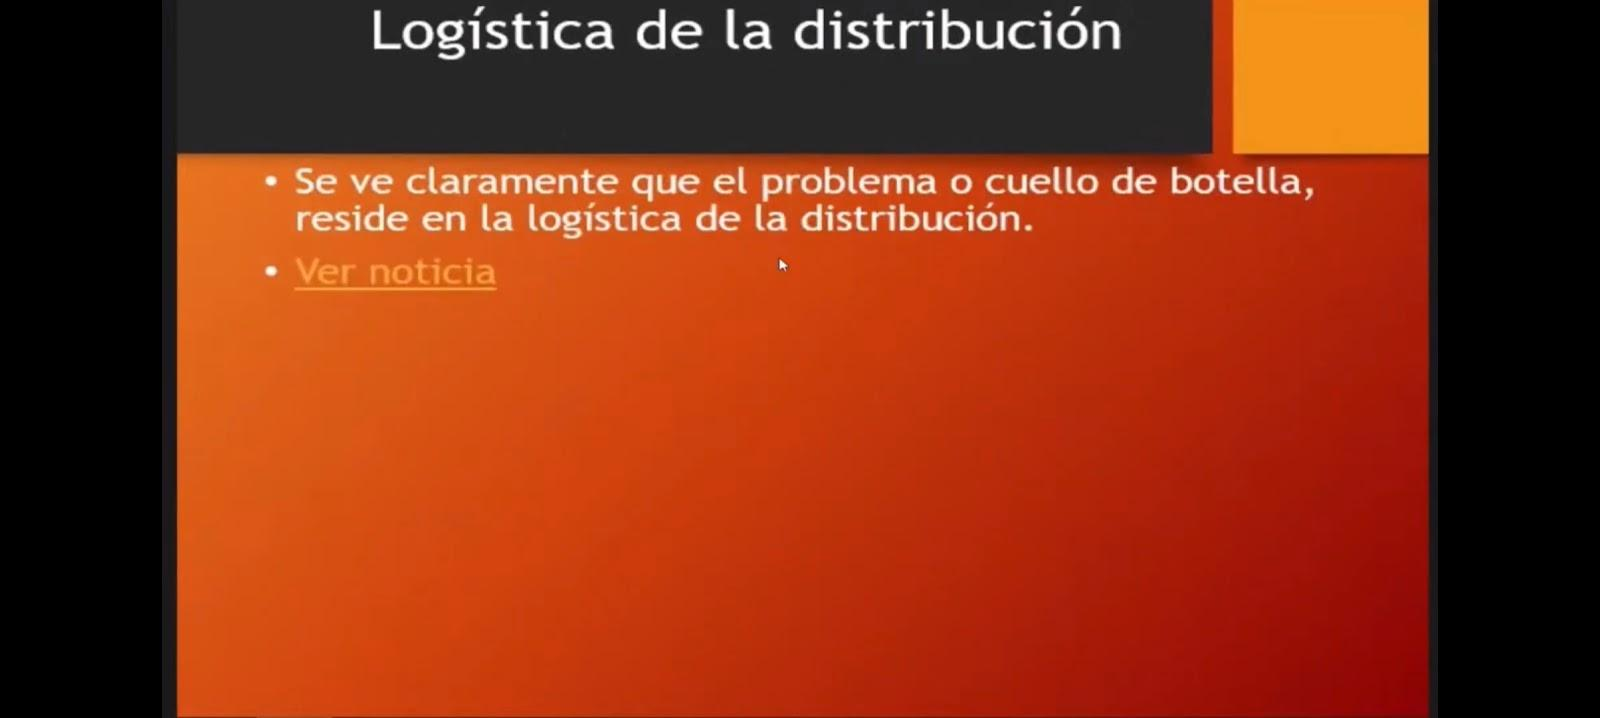 Logística de la distribución
• Se ve claramente que el problema o cuello de botella,
reside en la logística de la distribución.
• Ver noticia